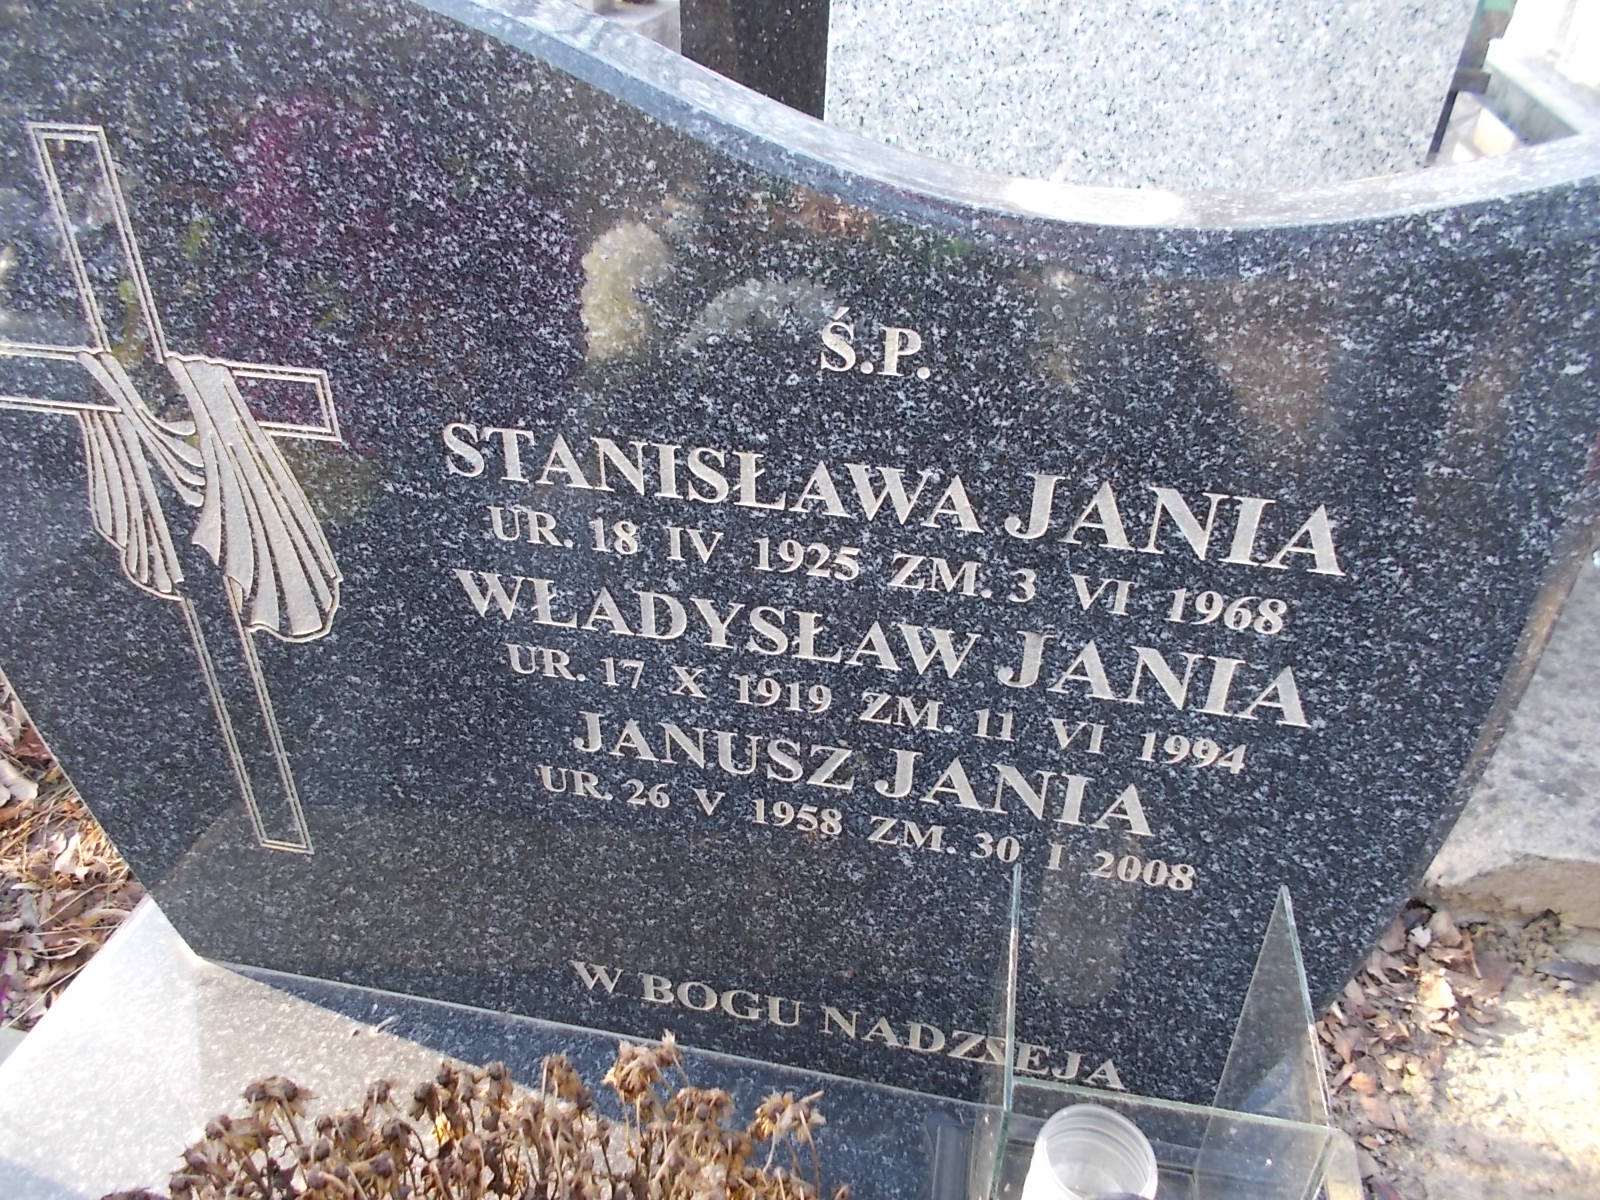 Ś.P.
STANISŁAWA JANIA
UR. 18 IV 1925 ZM. 3 VI 1968
WŁADYSŁAW JANIA
UR. 17 X 1919 ZM. 11 VI 1994
JANUSZ JANIA
UR. 26 V 1958 ZM. 30 I 2008
W BOGU NADZIEJA